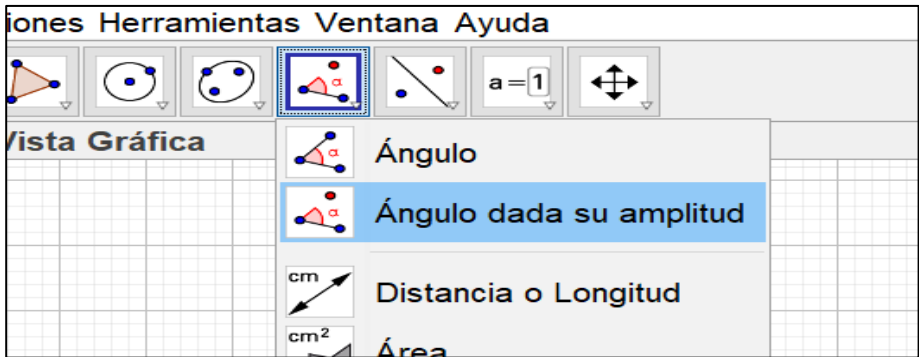 iones Herramientas Ventana Ayuda
α
a=1
Vista Gráfica
α Ángulo
α Ángulo dada su amplitud
cm Distancia o Longitud
cm² Área